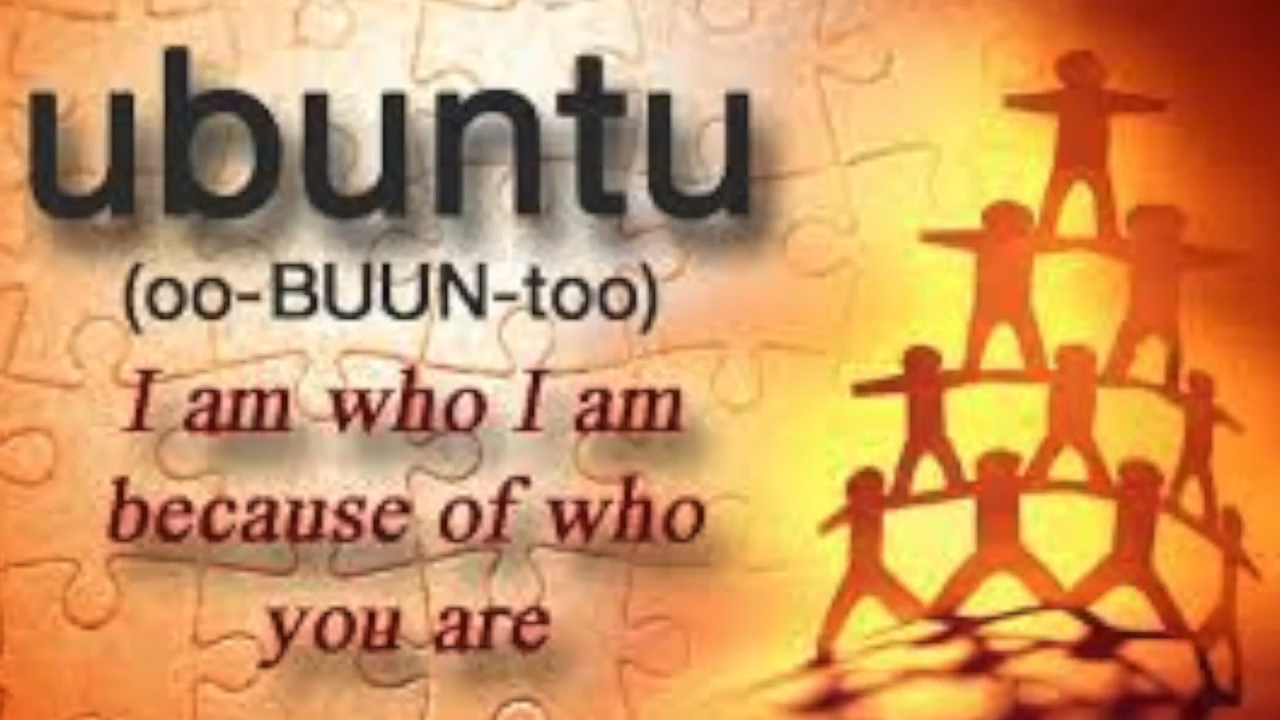 ubuntu
(oo-BUUN-too)
I am who I am
because of who
you are